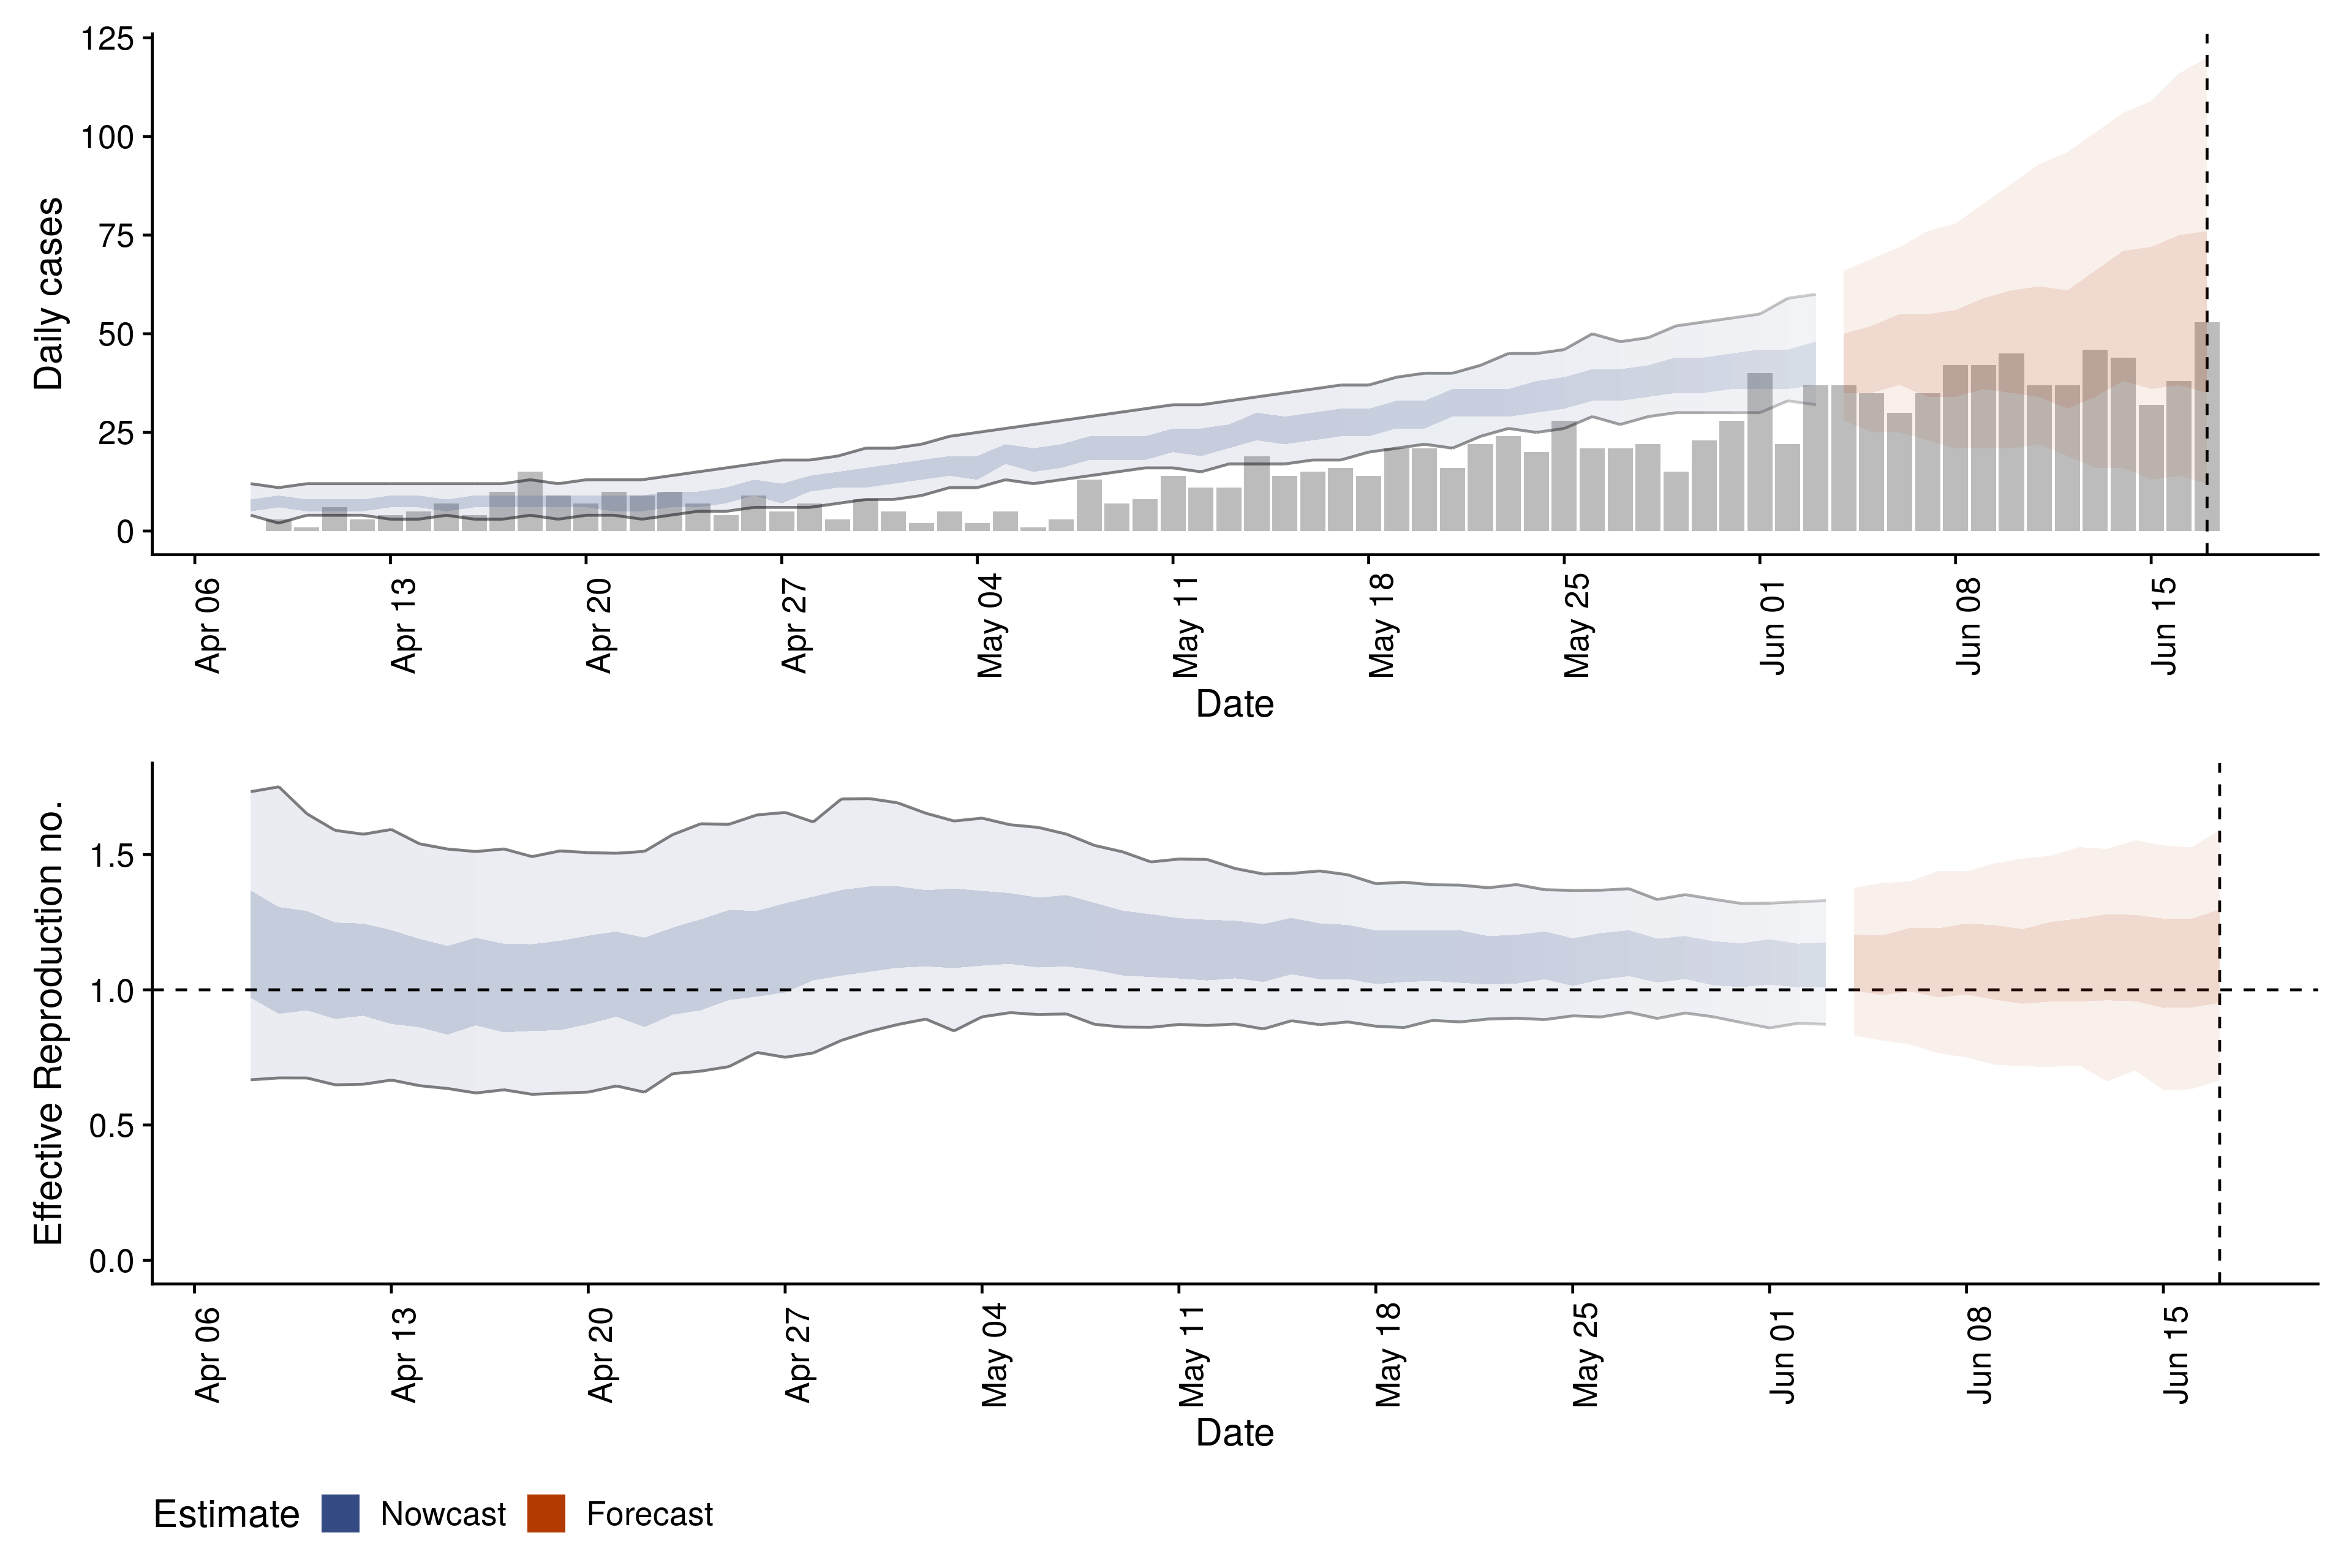 125
100
75
50
25
0
Daily cases
Apr 06
Apr 13
Apr 20
Apr 27
May 04
May 11
May 18
May 25
Jun 01
Jun 08
Jun 15
Date
1.5
1.0
0.5
0.0
Effective Reproduction no.
Apr 06
Apr 13
Apr 20
Apr 27
May 04
May 11
May 18
May 25
Jun 01
Jun 08
Jun 15
Date
Estimate Nowcast Forecast